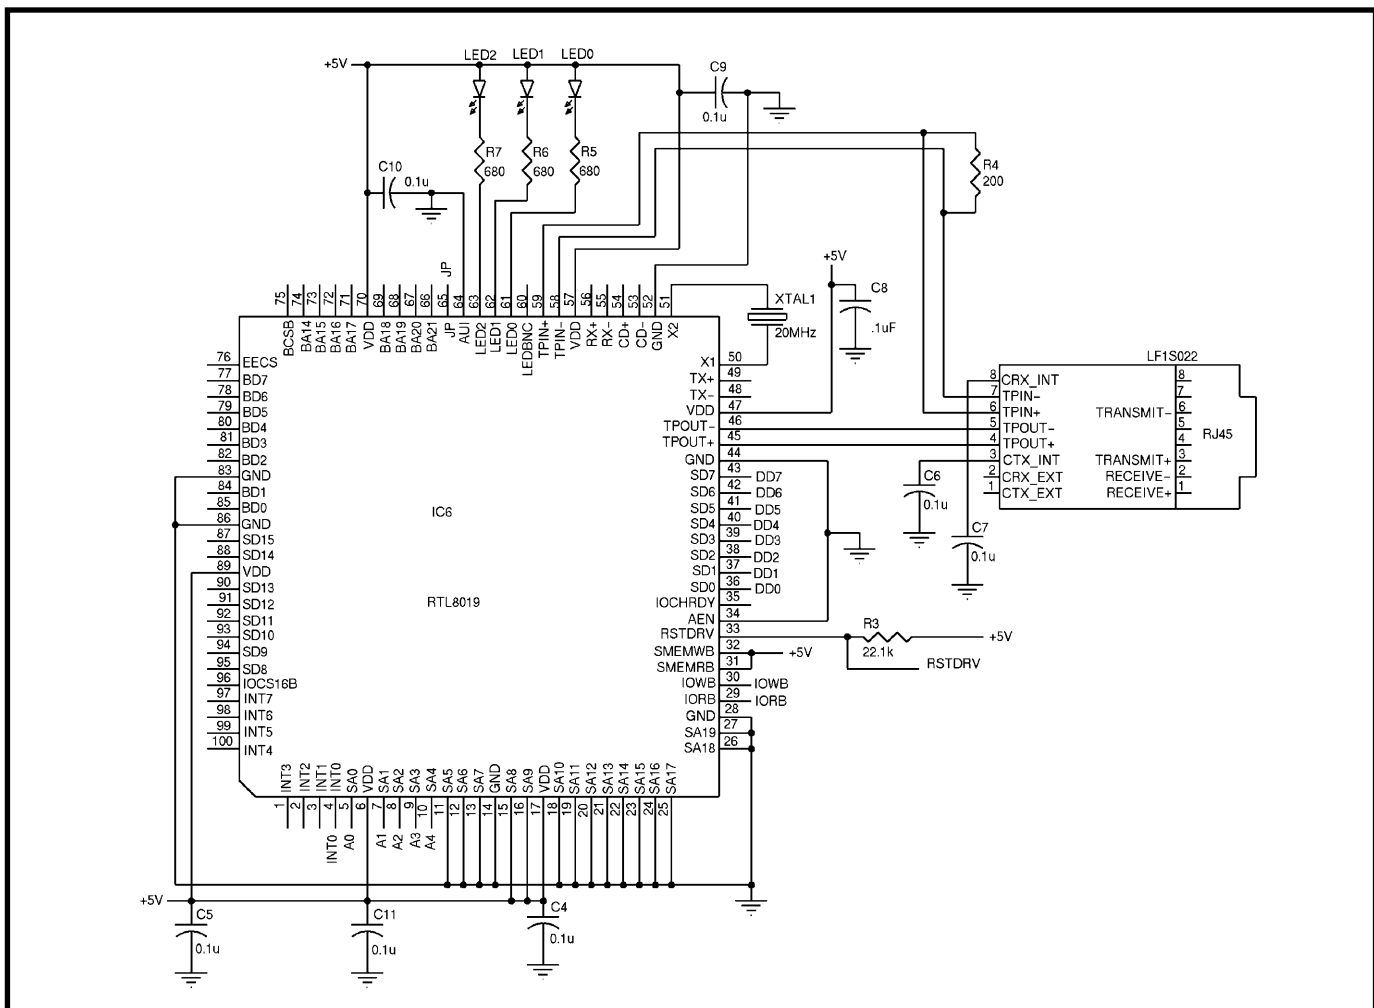 LED2 LED1 LED0
+5V
C9
0.1u
R7 680
R6 680
R5 680
R4 200
C10 0.1u
+5V
C8
.1uF
XTAL1
20MHz
JP
75 74 73 72 71 70 69 68 67 66 65 64 63 62 61 60 59 58 57 56 55 54 53 52 51
BCSB BA14 BA15 BA16 BA17 VDD BA18 BA19 BA20 BA21 JP AUI LED2 LED1 LED0 LEDBNC TPIN+ TPIN- VDD RX+ RX- CD+ CD- GND X2
76 EECS
77 BD7
78 BD6
79 BD5
80 BD4
81 BD3
82 BD2
83 GND
84 BD1
85 BD0
86 GND
87 SD15
88 SD14
89 VDD
90 SD13
91 SD12
92 SD11
93 SD10
94 SD9
95 SD8
96 IOCS16B
97 INT7
98 INT6
99 INT5
100 INT4
IC6
RTL8019
X1 50
TX+ 49
TX- 48
VDD 47
TPOUT- 46
TPOUT+ 45
GND 44
SD7 43 DD7
SD6 42 DD6
SD5 41 DD5
SD4 40 DD4
SD3 39 DD3
SD2 38 DD2
SD1 37 DD1
SD0 36 DD0
IOCHRDY 35
AEN 34
RSTDRV 33
SMEMWB 32
SMEMRB 31
IOWB 30 IOWB
IORB 29 IORB
GND 28
SA19 27
SA18 26
R3
22.1k
+5V
RSTDRV
+5V
LF1S022
8 CRX_INT 8
7 TPIN- 7
6 TPIN+ TRANSMIT- 6
5 TPOUT- 5
4 TPOUT+ 4
3 CTX_INT TRANSMIT+ 3
2 CRX_EXT RECEIVE- 2
1 CTX_EXT RECEIVE+ 1
RJ45
C6
0.1u
C7
0.1u
INT3 INT2 INT1 INT0 SA0 VDD SA1 SA2 SA3 SA4 SA5 SA6 SA7 GND SA8 SA9 VDD SA10 SA11 SA12 SA13 SA14 SA15 SA16 SA17
1 2 3 4 5 6 7 8 9 10 11 12 13 14 15 16 17 18 19 20 21 22 23 24 25
INT0 A0 A1 A2 A3 A4
+5V
C5
0.1u
C11
0.1u
C4
0.1u